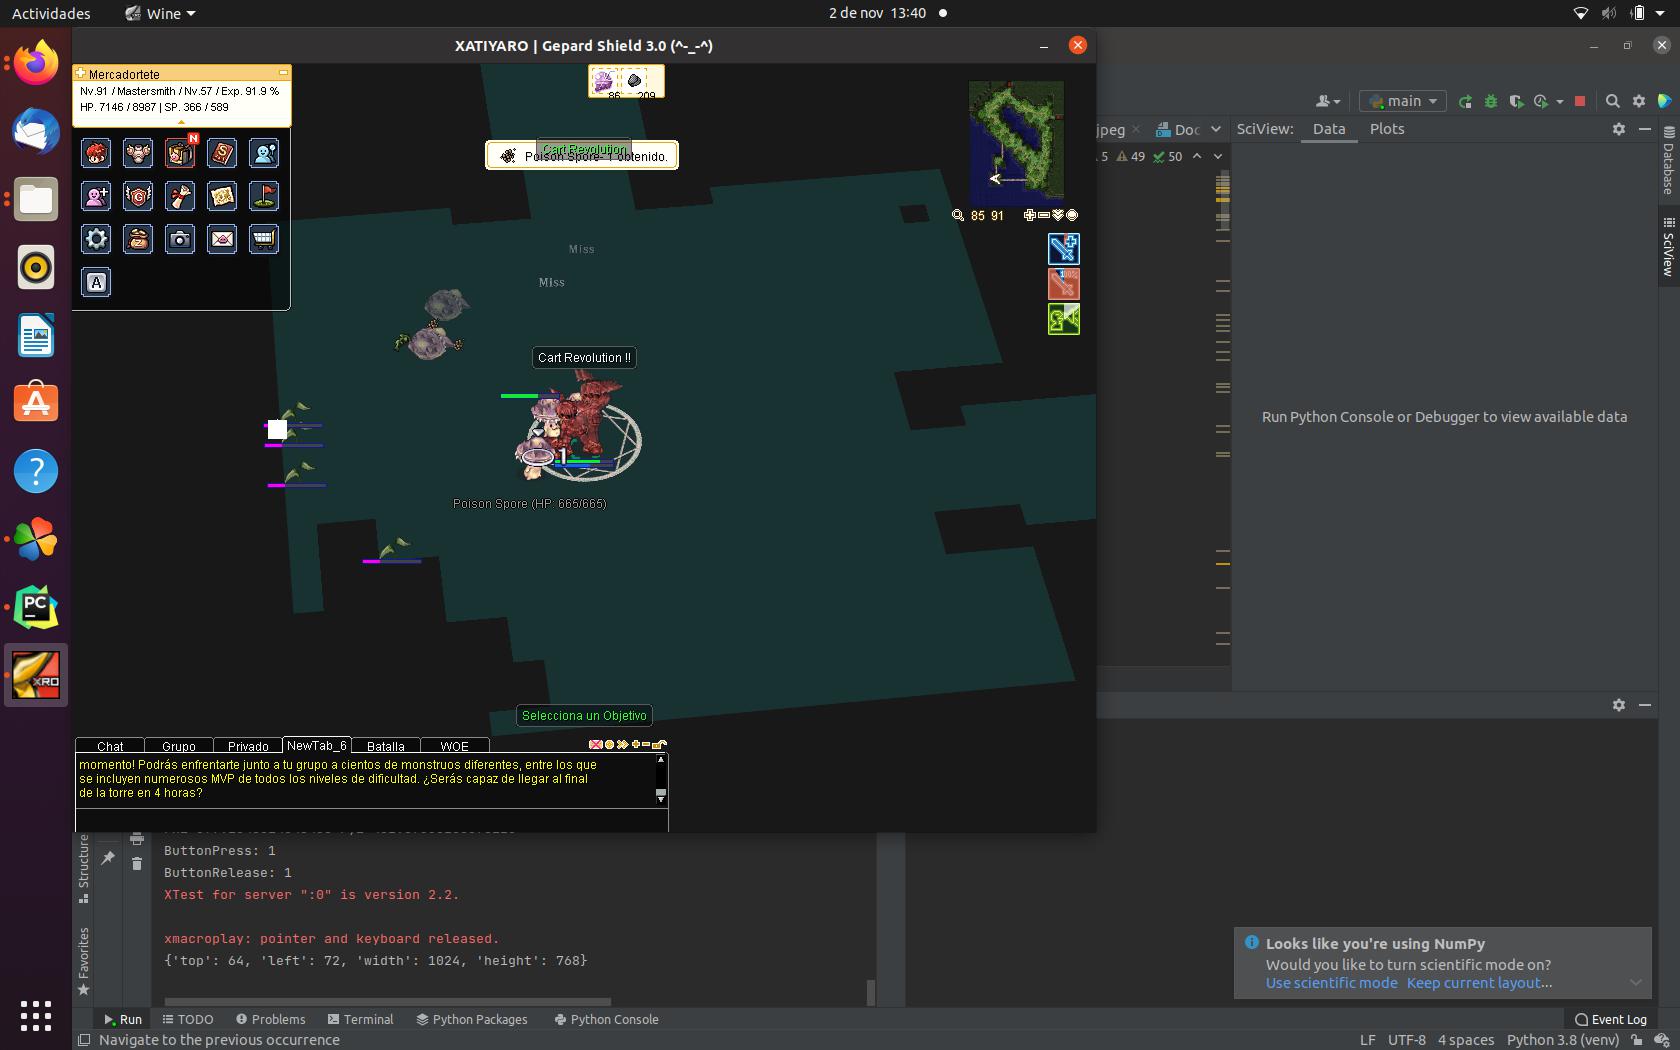 Actividades
Wine
2 de nov 13:40
XATIYARO | Gepard Shield 3.0 (^-_-^)
Mercadortete
Nv.91 / Mastersmith / Nv.57 / Exp. 91.9 %
HP. 7146 / 8987 | SP. 366 / 589
N
A
86
209
Cart Revolution
Poison Spore- 1 obtenido.
85 91
100%
Miss
Miss
Cart Revolution !!
1
Poison Spore (HP: 665/665)
Selecciona un Objetivo
Chat
Grupo
Privado
NewTab_6
Batalla
WOE
momento! Podrás enfrentarte junto a tu grupo a cientos de monstruos diferentes, entre los que
se incluyen numerosos MVP de todos los niveles de dificultad. ¿Serás capaz de llegar al final
de la torre en 4 horas?
PC
XRO
main
jpeg
Doc
SciView:
Data
Plots
5
49
50
Database
SciView
Run Python Console or Debugger to view available data
Structure
Favorites
ButtonPress: 1
ButtonRelease: 1
XTest for server ":0" is version 2.2.
xmacroplay: pointer and keyboard released.
{'top': 64, 'left': 72, 'width': 1024, 'height': 768}
Looks like you're using NumPy
Would you like to turn scientific mode on?
Use scientific mode Keep current layout...
Run
TODO
Problems
Terminal
Python Packages
Python Console
Event Log
Navigate to the previous occurrence
LF
UTF-8
4 spaces
Python 3.8 (venv)